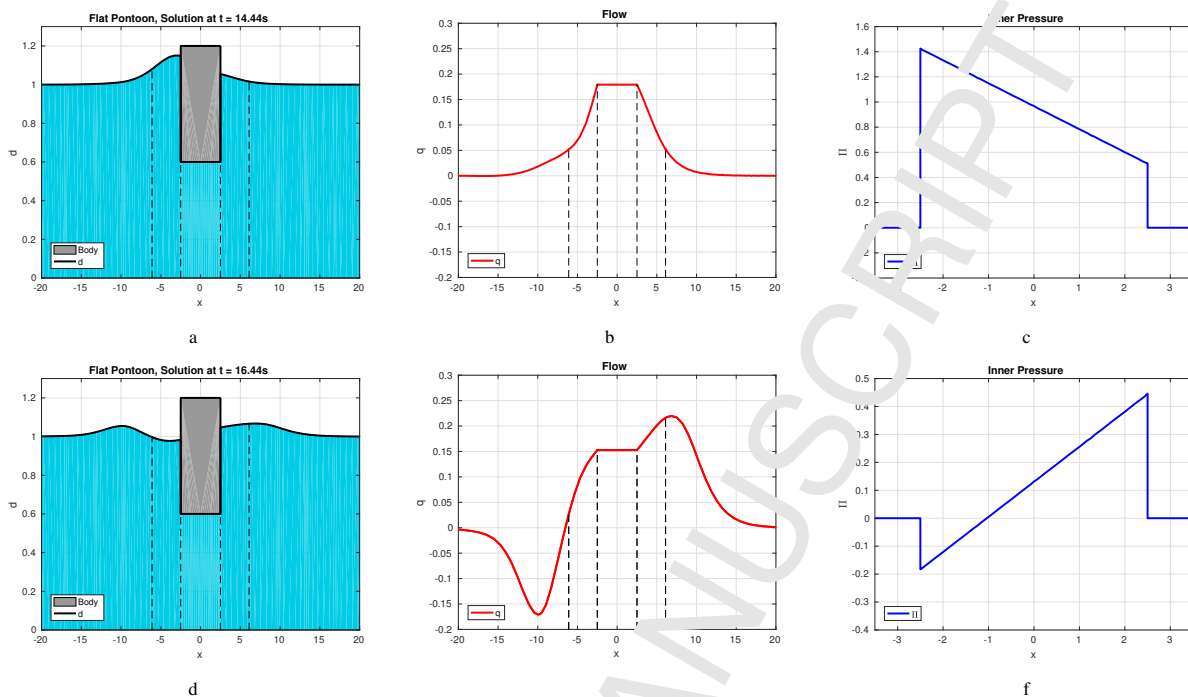 Flat Pontoon, Solution at t = 14.44s
1.2
1
0.8
0.6
0.4
0.2
0
d
Body
d
-20 -15 -10 -5 0 5 10 15 20
x
a
Flow
0.3
0.25
0.2
0.15
0.1
0.05
0
-0.05
-0.1
-0.15
-0.2
q
q
-20 -15 -10 -5 0 5 10 15 20
x
b
Pressure
1.6
1.4
1.2
1
0.8
0.6
0.4
0.2
0
Π
-3 -2 -1 0 1 2 3
x
c
Flat Pontoon, Solution at t = 16.44s
1.2
1
0.8
0.6
0.4
0.2
0
d
Body
d
-20 -15 -10 -5 0 5 10 15 20
x
d
Flow
0.3
0.25
0.2
0.15
0.1
0.05
0
-0.05
-0.1
-0.15
-0.2
q
q
-20 -15 -10 -5 0 5 10 15 20
x
Inner Pressure
0.5
0.4
0.3
0.2
0.1
0
-0.1
-0.2
-0.3
-0.4
Π
Π
-3 -2 -1 0 1 2 3
x
f
ANUSCRIPT